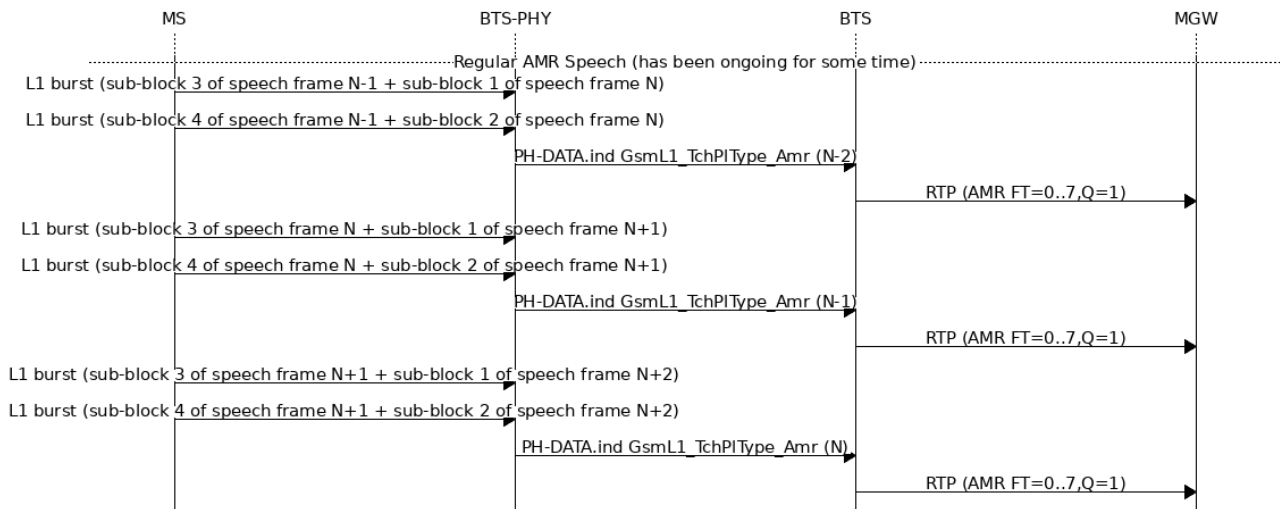 MS BTS-PHY BTS MGW
Regular AMR Speech (has been ongoing for some time)
L1 burst (sub-block 3 of speech frame N-1 + sub-block 1 of speech frame N)
L1 burst (sub-block 4 of speech frame N-1 + sub-block 2 of speech frame N)
PH-DATA.ind GsmL1_TchPlType_Amr (N-2)
RTP (AMR FT=0..7,Q=1)
L1 burst (sub-block 3 of speech frame N + sub-block 1 of speech frame N+1)
L1 burst (sub-block 4 of speech frame N + sub-block 2 of speech frame N+1)
PH-DATA.ind GsmL1_TchPlType_Amr (N-1)
RTP (AMR FT=0..7,Q=1)
L1 burst (sub-block 3 of speech frame N+1 + sub-block 1 of speech frame N+2)
L1 burst (sub-block 4 of speech frame N+1 + sub-block 2 of speech frame N+2)
PH-DATA.ind GsmL1_TchPlType_Amr (N)
RTP (AMR FT=0..7,Q=1)